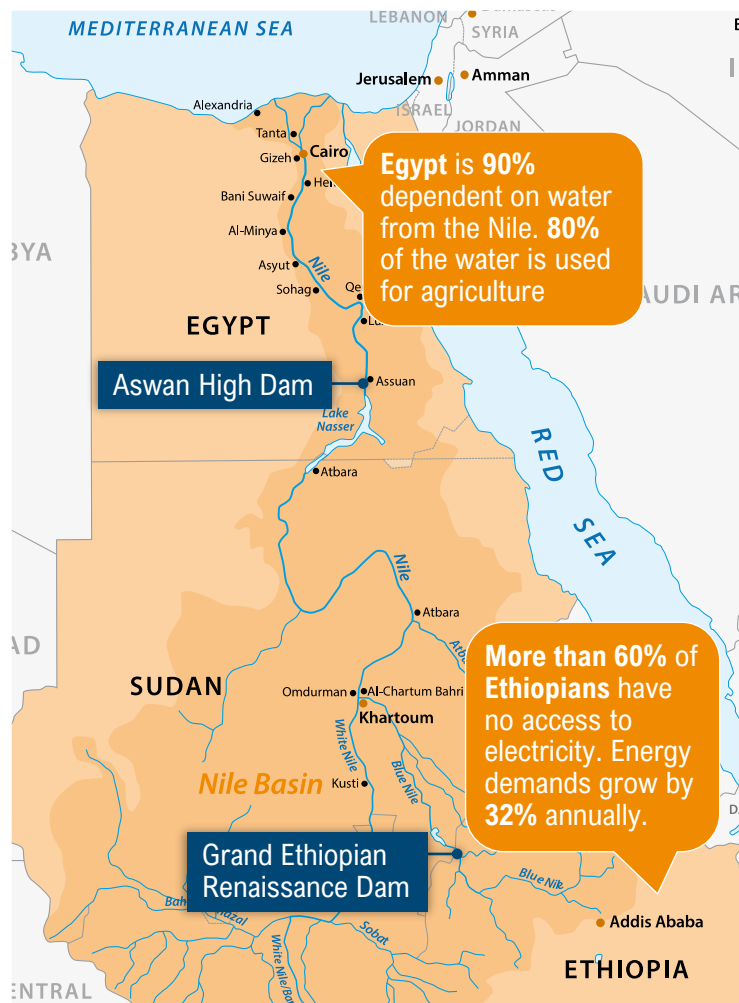 LEBANON
SYRIA
MEDITERRANEAN SEA
Jerusalem
Amman
ISRAEL
JORDAN
Alexandria
Tanta
Gizeh
Cairo
Bani Suwaif
Al-Minya
Asyut
Sohag
Nile
Egypt is 90%
dependent on water
from the Nile. 80%
of the water is used
for agriculture
EGYPT
Aswan High Dam
Assuan
Lake
Nasser
Atbara
RED SEA
Nile
Atbara
SUDAN
Omdurman
Al-Chartum Bahri
Khartoum
White Nile
Blue Nile
Nile Basin
Kusti
More than 60% of
Ethiopians have
no access to
electricity. Energy
demands grow by
32% annually.
Grand Ethiopian
Renaissance Dam
Blue Nik
Sobat
Addis Ababa
ETHIOPIA